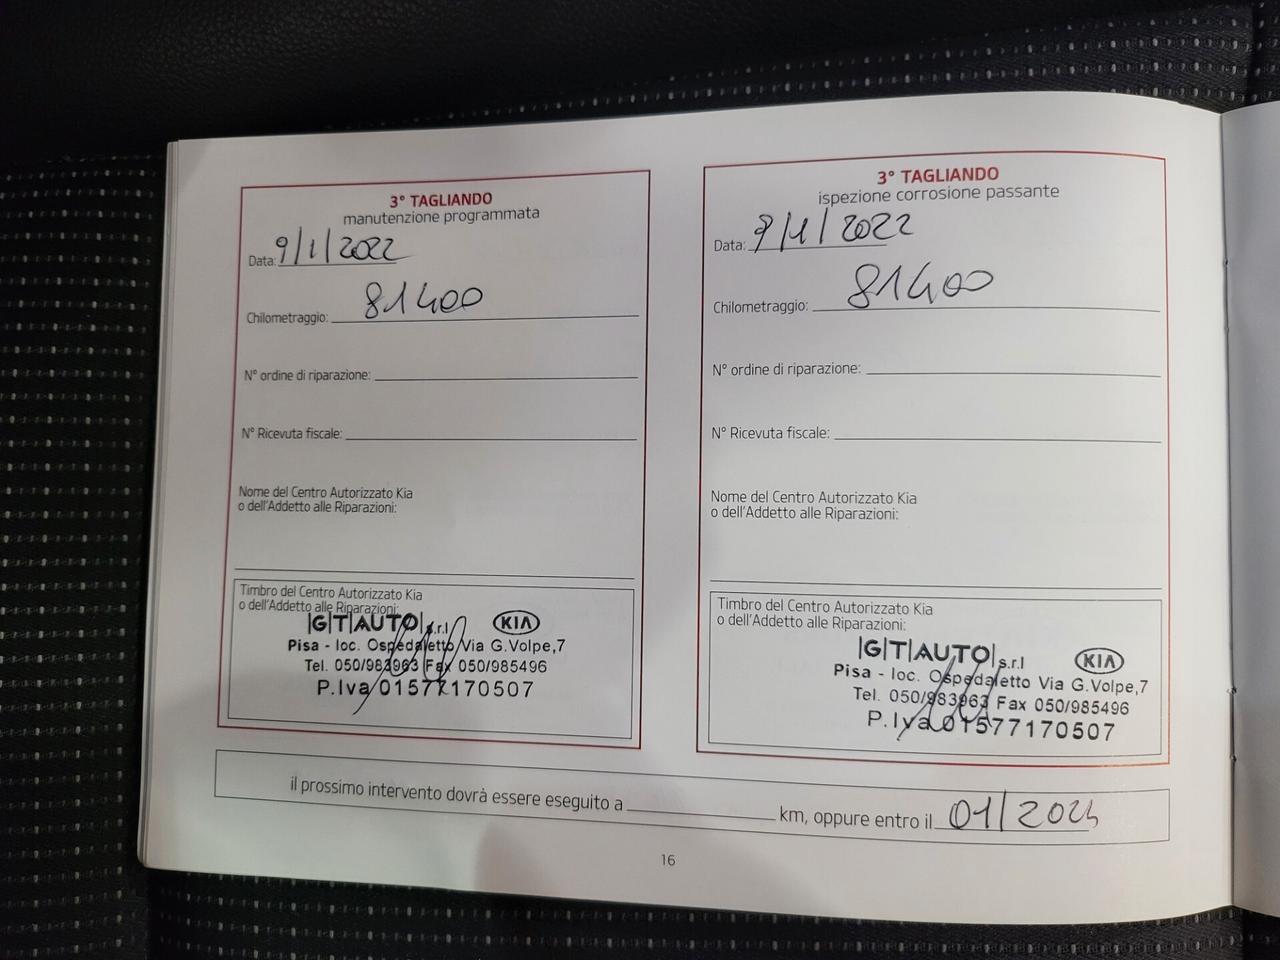 3° TAGLIANDO
manutenzione programmata
Data: 9/1/2022
Chilometraggio: 81400
N° ordine di riparazione:
N° Ricevuta fiscale:
Nome del Centro Autorizzato Kia
o dell'Addetto alle Riparazioni:
Timbro del Centro Autorizzato Kia
o dell'Addetto alle Riparazioni:
|G|T|AUTO| s.r.l KIA
Pisa - loc. Ospedaletto Via G.Volpe,7
Tel. 050/983963 Fax 050/985496
P.Iva 01577170507
3° TAGLIANDO
ispezione corrosione passante
Data: 9/1/2022
Chilometraggio: 81400
N° ordine di riparazione:
N° Ricevuta fiscale:
Nome del Centro Autorizzato Kia
o dell'Addetto alle Riparazioni:
Timbro del Centro Autorizzato Kia
o dell'Addetto alle Riparazioni:
|G|T|AUTO| s.r.l KIA
Pisa - loc. Ospedaletto Via G.Volpe,7
Tel. 050/983963 Fax 050/985496
P.Iva 01577170507
il prossimo intervento dovrà essere eseguito a km, oppure entro il
16